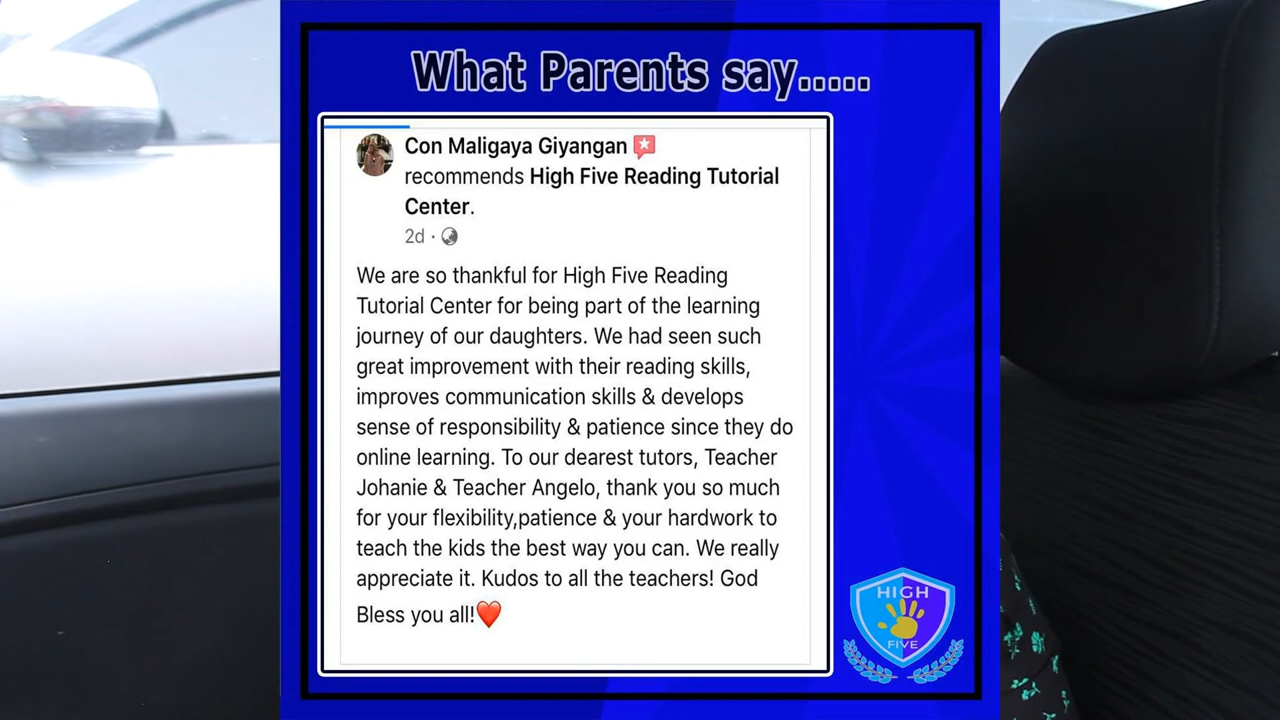 What Parents say.....
Con Maligaya Giyangan
recommends High Five Reading Tutorial
Center.
2d ·
We are so thankful for High Five Reading
Tutorial Center for being part of the learning
journey of our daughters. We had seen such
great improvement with their reading skills,
improves communication skills & develops
sense of responsibility & patience since they do
online learning. To our dearest tutors, Teacher
Johanie & Teacher Angelo, thank you so much
for your flexibility,patience & your hardwork to
teach the kids the best way you can. We really
appreciate it. Kudos to all the teachers! God
Bless you all!❤️
HIGH
FIVE